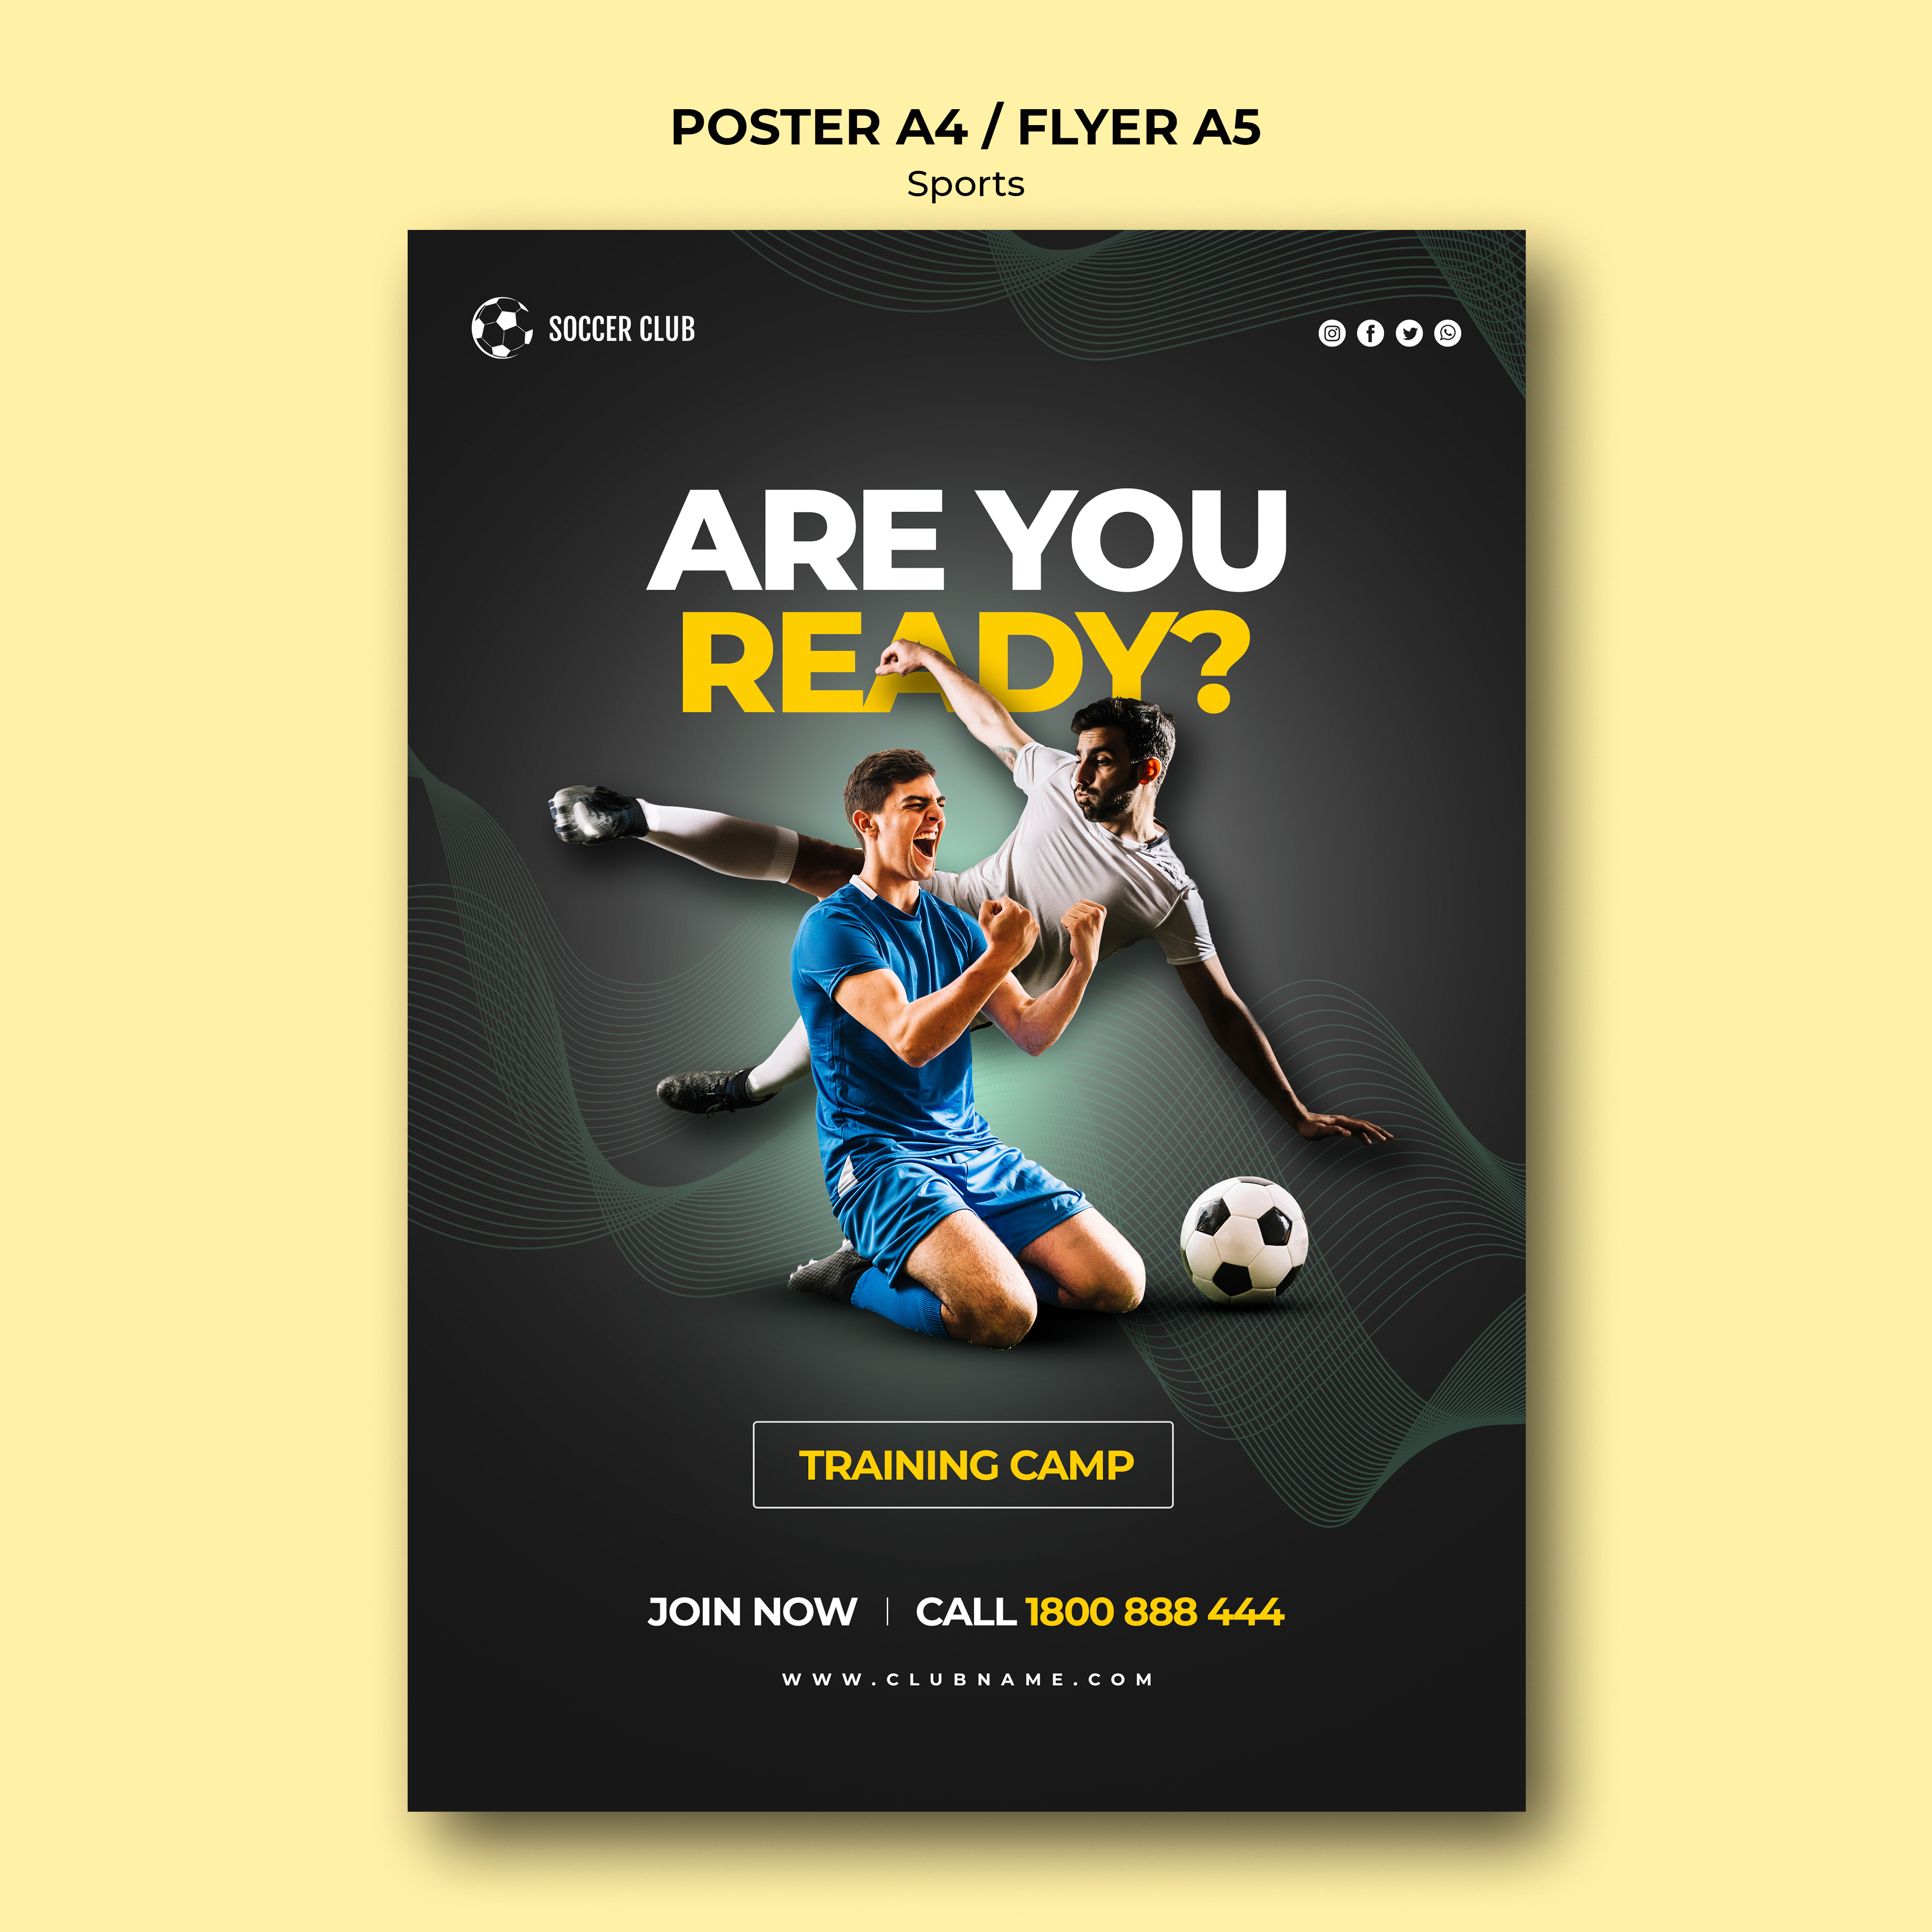 POSTER A4 / FLYER A5
Sports
SOCCER CLUB
ARE YOU
READY?
TRAINING CAMP
JOIN NOW | CALL 1800 888 444
WWW.CLUBNAME.COM